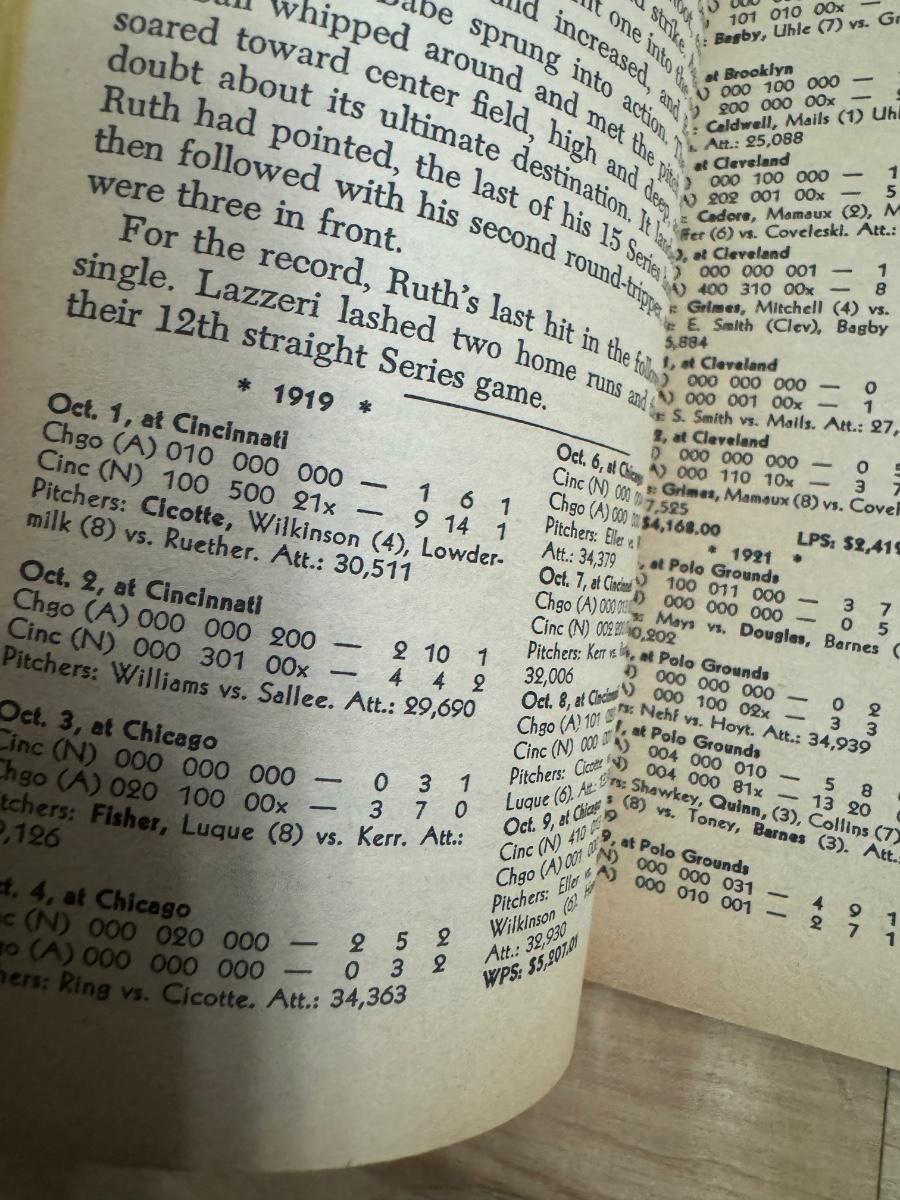 whipped around and met the
soared toward center field, high and deep,
doubt about its ultimate destination. It
Ruth had pointed, the last of his 15 Series
then followed with his second round-tripper
were three in front.
For the record, Ruth's last hit in the
single. Lazzeri lashed two home runs and
their 12th straight Series game.
* 1919 *
Oct. 1, at Cincinnati
Chgo (A) 010 000 000 — 1 6 1
Cinc (N) 100 500 21x — 9 14 1
Pitchers: Cicotte, Wilkinson (4), Lowder-
milk (8) vs. Ruether. Att.: 30,511
Oct. 2, at Cincinnati
Chgo (A) 000 000 200 — 2 10 1
Cinc (N) 000 301 00x — 4 4 2
Pitchers: Williams vs. Sallee. Att.: 29,690
Oct. 3, at Chicago
Cinc (N) 000 000 000 — 0 3 1
Chgo (A) 020 100 00x — 3 7 0
Fisher, Luque (8) vs. Kerr. Att.:
4, at Chicago
(N) 000 020 000 — 2 5 2
(A) 000 000 000 — 0 3 2
Ring vs. Cicotte. Att.: 34,363
Oct. 6, at
Cinc (N) 000
Chgo (A) 000
Pitchers: Eller
Att.: 34,379
Oct. 7, at
Chgo (A)
Cinc (N)
Pitchers: Kerr
32,006
Oct. 8, at
Chgo (A) 101
Cinc (N) 000
Pitchers:
Luque (6).
Oct. 9, at Chicago
Cinc (N) 410
Chgo (A) 001
Pitchers: Eller
Wilkinson (6),
Att.: 32,930
WPS: $5,207.01
101 010 00x —
Bagby, Uhle (7) vs.
at Brooklyn
000 100 000 —
200 000 00x —
Caldwell, Mails (1)
Att.: 25,088
at Cleveland
000 100 000 — 1
202 001 00x — 5
Cadore, Mamaux (2),
(6) vs. Coveleski. Att.:
at Cleveland
000 000 001 — 1
400 310 00x — 8
Grimes, Mitchell (4) vs.
E. Smith (Clev), Bagby
5,884
at Cleveland
000 000 000 — 0
000 001 00x — 1
S. Smith vs. Mails. Att.: 27,
at Cleveland
000 000 000 — 0 5
000 110 10x — 3 7
Grimes, Mamaux (8) vs.
7,525
$4,168.00 LPS: $2,419
* 1921 *
at Polo Grounds
100 011 000 — 3 7
000 000 000 — 0 5
Mays vs. Douglas, Barnes
at Polo Grounds
000 000 000 — 0 2
000 100 02x — 3 3
Nehf vs. Hoyt. Att.: 34,939
at Polo Grounds
004 000 010 — 5 8
004 000 81x — 13 20
Shawkey, Quinn, (3), Collins (7)
(8) vs. Toney, Barnes (3). Att.:
at Polo Grounds
000 000 031 — 4 9 1
000 010 001 — 2 7 1